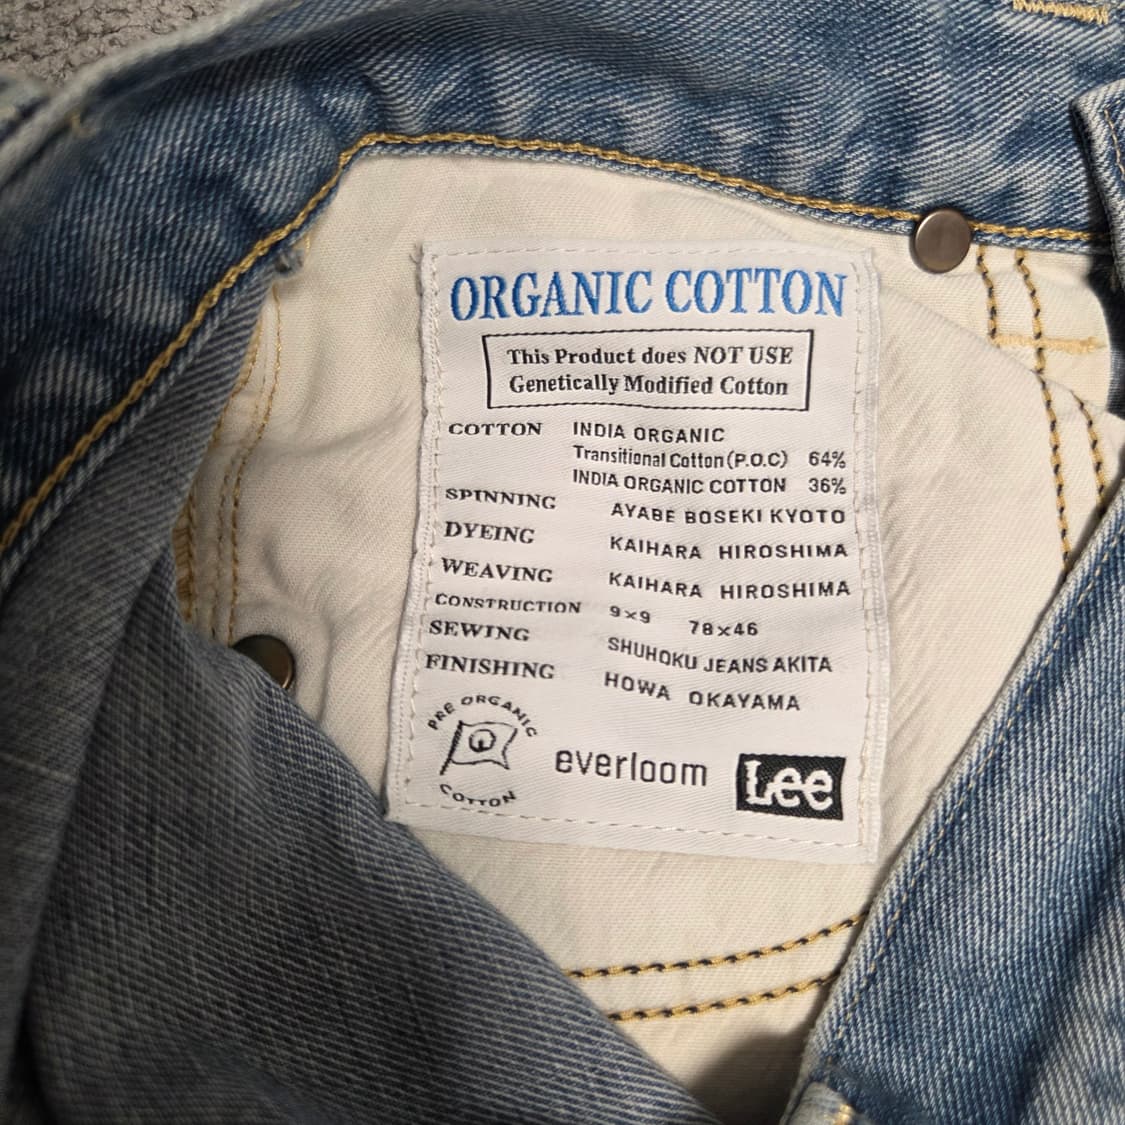 ORGANIC COTTON
This Product does NOT USE
Genetically Modified Cotton
COTTON INDIA ORGANIC
Transitional Cotton (P.O.C) 64%
INDIA ORGANIC COTTON 36%
SPINNING AYABE BOSEKI KYOTO
DYEING KAIHARA HIROSHIMA
WEAVING KAIHARA HIROSHIMA
CONSTRUCTION 9×9 78×46
SEWING SHUHOKU JEANS AKITA
FINISHING HOWA OKAYAMA
PRE ORGANIC
COTTON
everloom
Lee